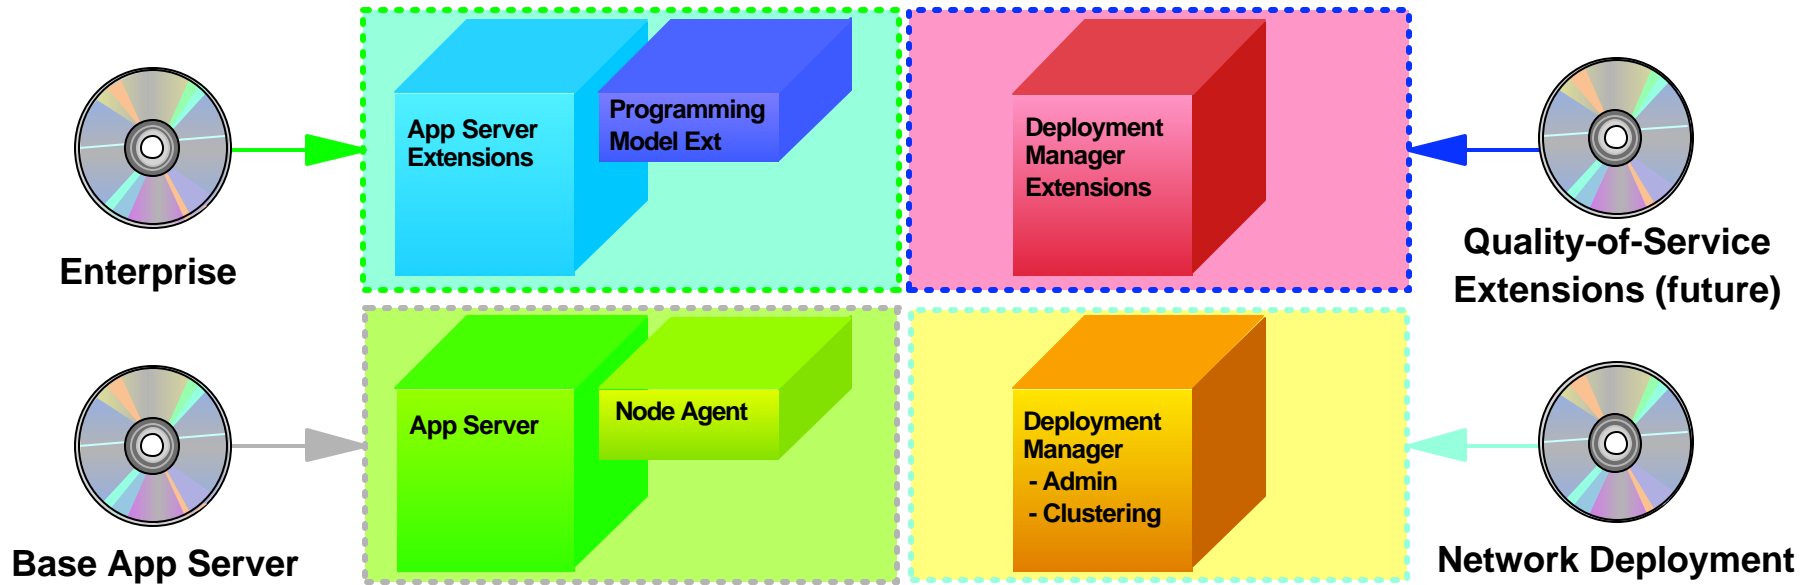 App Server
Extensions
Programming
Model Ext
Deployment
Manager
Extensions
Enterprise
Quality-of-Service
Extensions (future)
App Server
Node Agent
Deployment
Manager
- Admin
- Clustering
Base App Server
Network Deployment